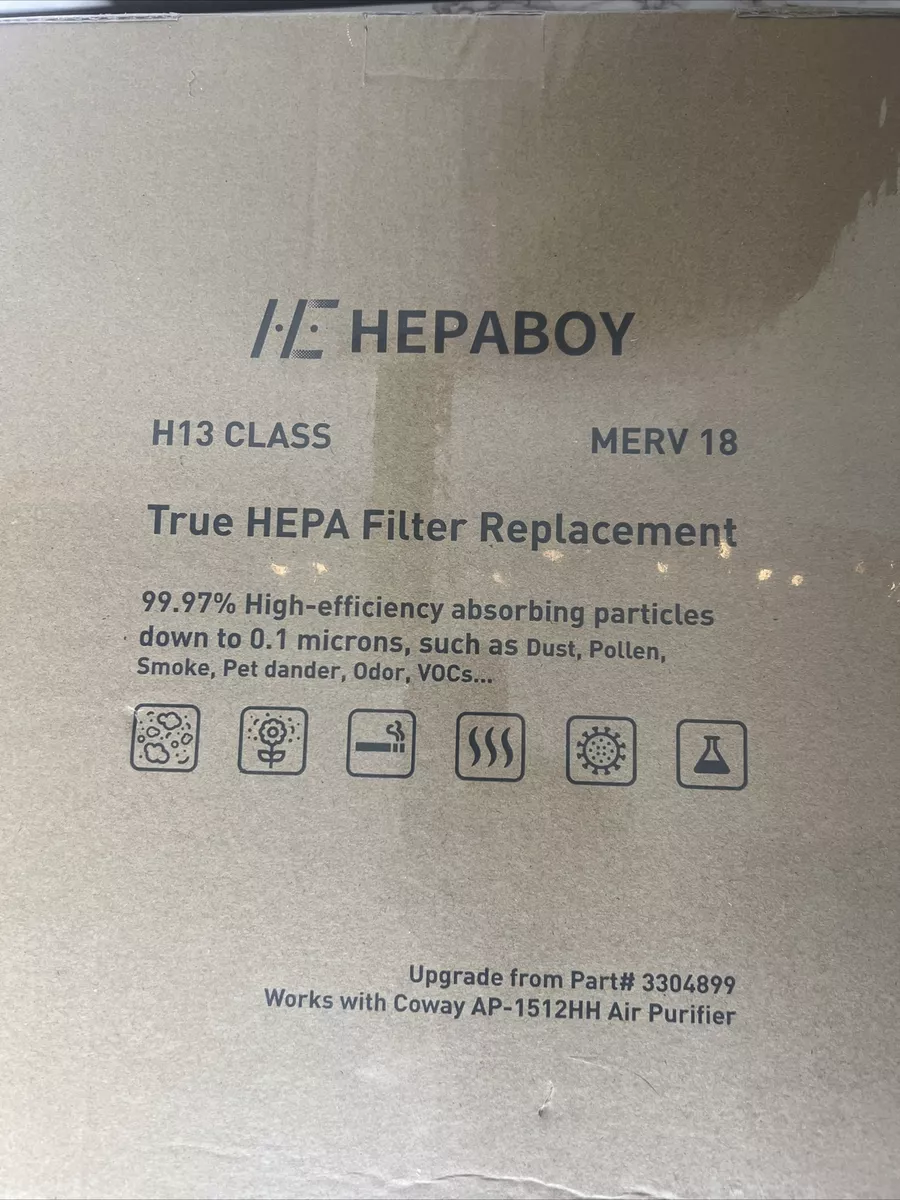 HE HEPABOY
H13 CLASS MERV 18
True HEPA Filter Replacement
99.97% High-efficiency absorbing particles
down to 0.1 microns, such as Dust, Pollen,
Smoke, Pet dander, Odor, VOCs...
Upgrade from Part# 3304899
Works with Coway AP-1512HH Air Purifier